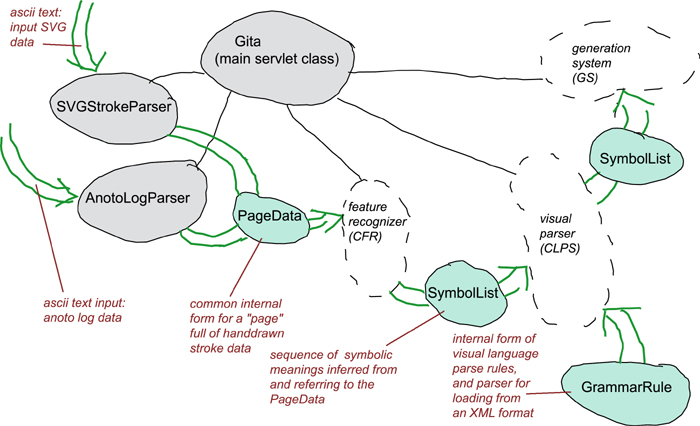 ascii text:
input SVG
data
Gita
(main servlet class)
generation
system
(GS)
SVGStrokeParser
SymbolList
AnotoLogParser
PageData
feature
recognizer
(CFR)
visual
parser
(CLPS)
ascii text input:
anoto log data
common internal
form for a "page"
full of handdrawn
stroke data
SymbolList
sequence of symbolic
meanings inferred from
and referring to the
PageData
internal form of
visual language
parse rules,
and parser for
loading from
an XML format
GrammarRule